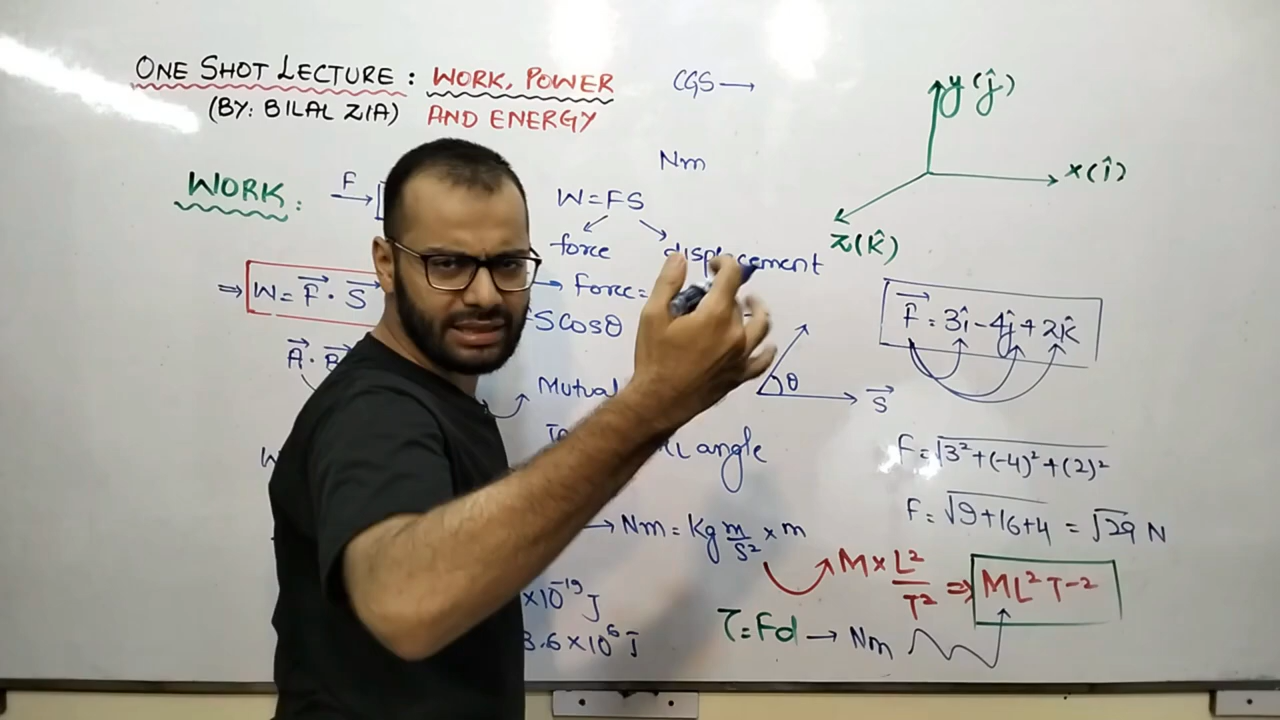 ONE SHOT LECTURE : WORK, POWER
(BY: BILAL ZIA) AND ENERGY
CGS →
Nm
WORK :
F
W=FS
force
displacement
⇒ W = F⃗ · S⃗
→ Force =
SCosθ
A⃗ · B
Mutual
angle
θ
S⃗
→ Nm = Kg m/s² × m
M × L²/T² ⇒ ML²T-2
×10⁻¹⁹ J
3.6×10⁶ J
τ = Fd → Nm
y(ĵ)
x(î)
z(k̂)
F⃗ = 3î - 4ĵ + 2k̂
F = √3² + (-4)² + (2)²
F = √9+16+4 = √29 N